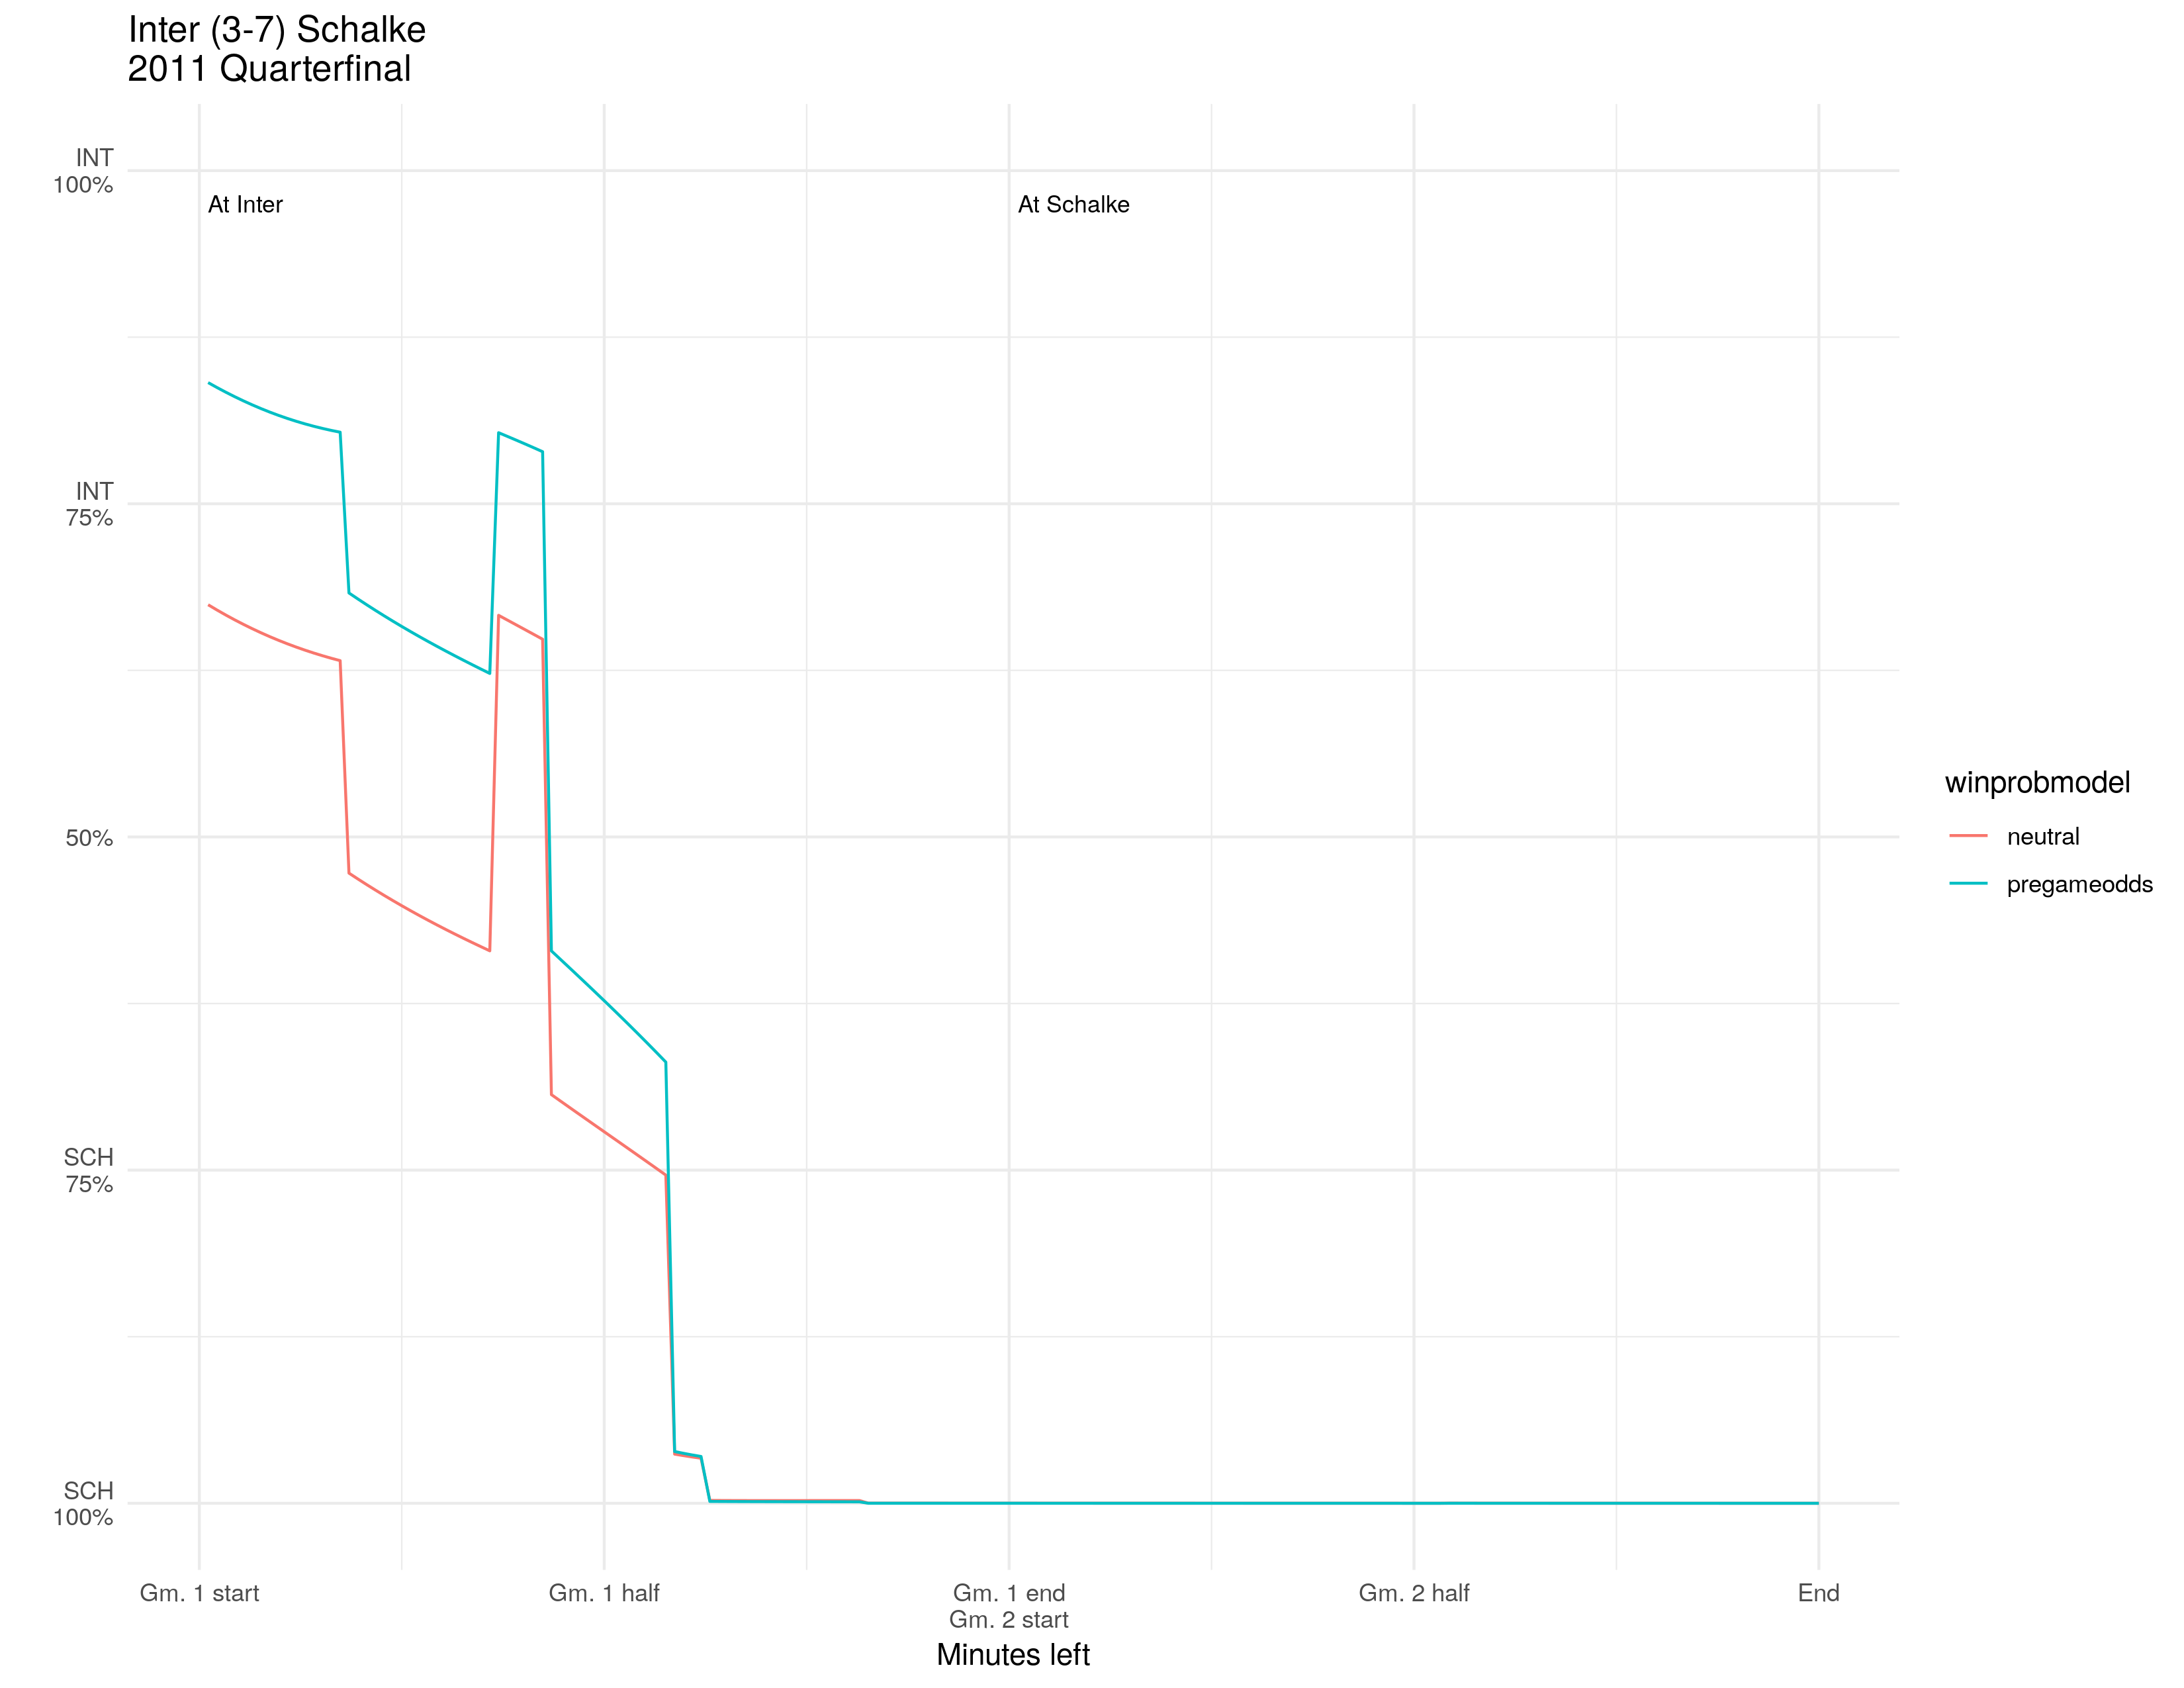 Inter (3-7) Schalke
2011 Quarterfinal
INT
100%
At Inter
At Schalke
INT
75%
50%
SCH
75%
SCH
100%
winprobmodel
neutral
pregameodds
Gm. 1 start
Gm. 1 half
Gm. 1 end
Gm. 2 start
Gm. 2 half
End
Minutes left